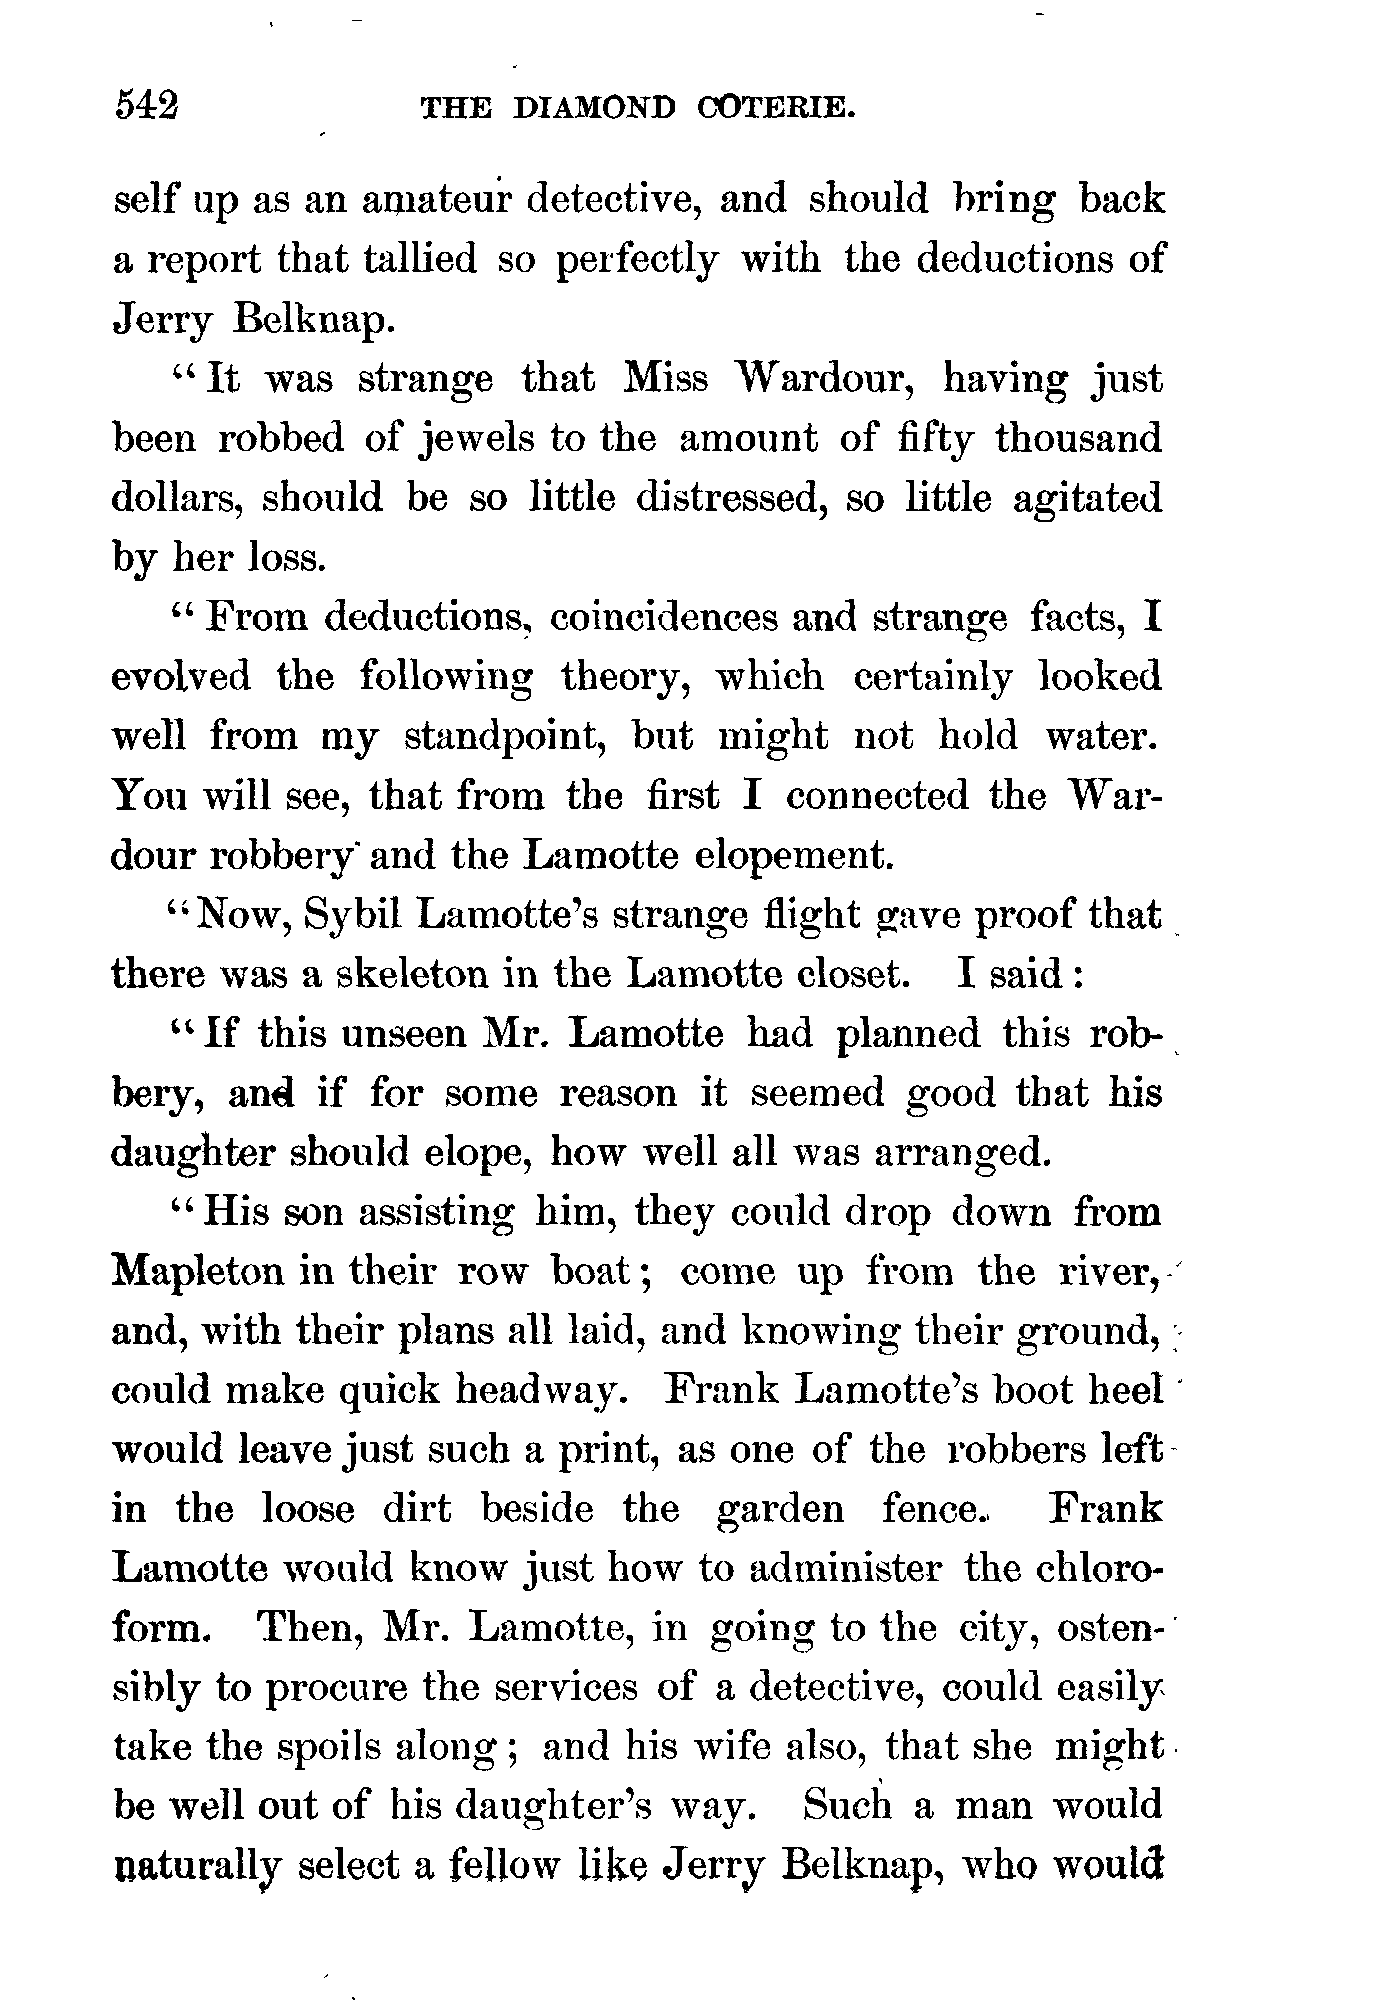 542 THE DIAMOND COTERIE.
self up as an amateur detective, and should bring back
a report that tallied so perfectly with the deductions of
Jerry Belknap.
“It was strange that Miss Wardour, having just
been robbed of jewels to the amount of fifty thousand
dollars, should be so little distressed, so little agitated
by her loss.
“From deductions, coincidences and strange facts, I
evolved the following theory, which certainly looked
well from my standpoint, but might not hold water.
You will see, that from the first I connected the War-
dour robbery and the Lamotte elopement.
“Now, Sybil Lamotte’s strange flight gave proof that
there was a skeleton in the Lamotte closet. I said:
“If this unseen Mr. Lamotte had planned this rob-
bery, and if for some reason it seemed good that his
daughter should elope, how well all was arranged.
“His son assisting him, they could drop down from
Mapleton in their row boat; come up from the river,
and, with their plans all laid, and knowing their ground,
could make quick headway. Frank Lamotte’s boot heel
would leave just such a print, as one of the robbers left
in the loose dirt beside the garden fence. Frank
Lamotte would know just how to administer the chloro-
form. Then, Mr. Lamotte, in going to the city, osten-
sibly to procure the services of a detective, could easily
take the spoils along; and his wife also, that she might
be well out of his daughter’s way. Such a man would
naturally select a fellow like Jerry Belknap, who would